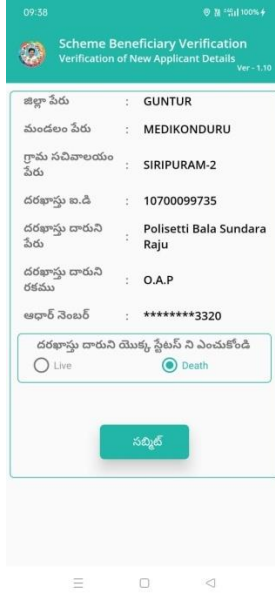 09:38
100%
Scheme Beneficiary Verification
Verification of New Applicant Details
Ver - 1.10
జిల్లా పేరు : GUNTUR
మండలం పేరు : MEDIKONDURU
గ్రామ సచివాలయం
పేరు : SIRIPURAM-2
దరఖాస్తు ఐ.డి : 10700099735
దరఖాస్తు దారుని
పేరు : Polisetti Bala Sundara
Raju
దరఖాస్తు దారుని
రకము : O.A.P
ఆధార్ నెంబర్ : ********3320
దరఖాస్తు దారుని యొక్క స్టేటస్ ని ఎంచుకోండి
Live Death
సబ్మిట్